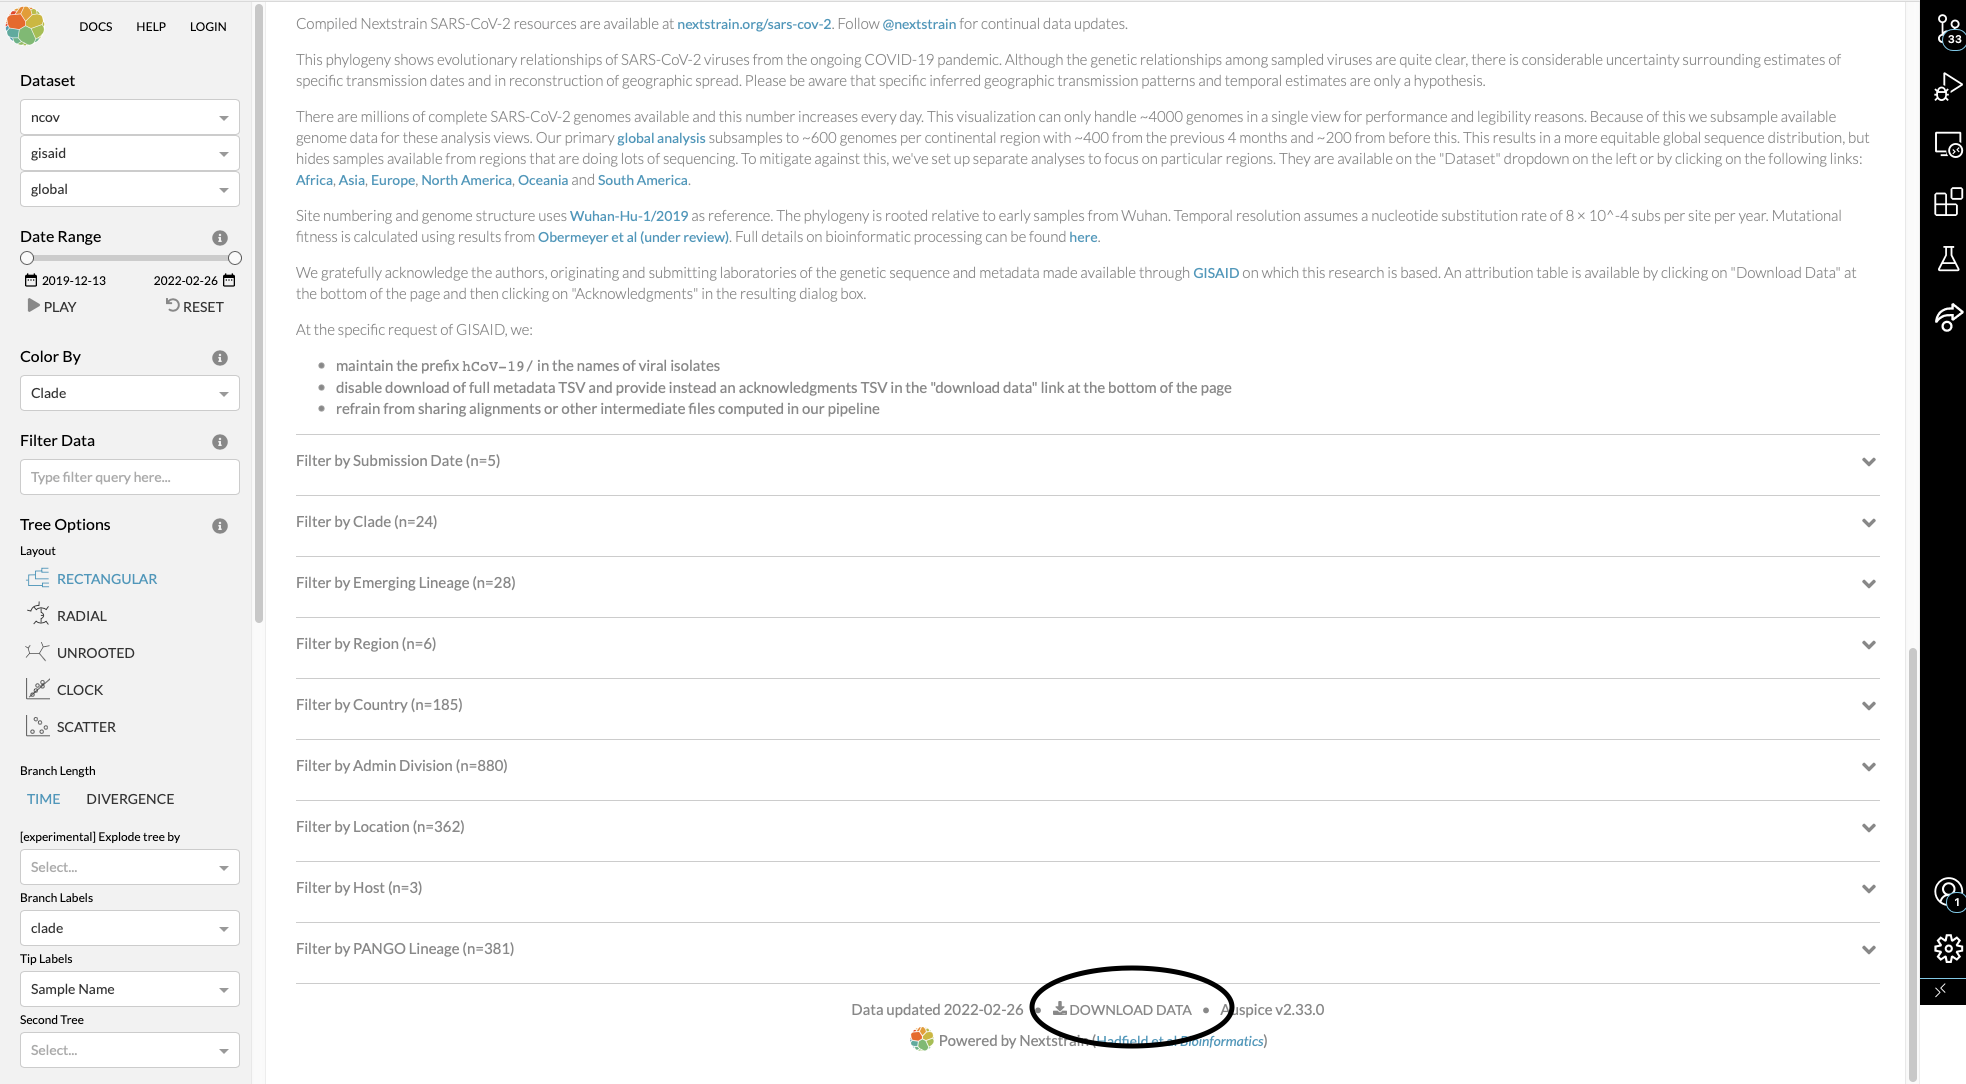 DOCS HELP LOGIN
Dataset
ncov
gisaid
global
Date Range
2019-12-13 2022-02-26
PLAY RESET
Color By
Clade
Filter Data
Type filter query here...
Tree Options
Layout
RECTANGULAR
RADIAL
UNROOTED
CLOCK
SCATTER
Branch Length
TIME DIVERGENCE
[experimental] Explode tree by
Select...
Branch Labels
clade
Tip Labels
Sample Name
Second Tree
Select...
Compiled Nextstrain SARS-CoV-2 resources are available at nextstrain.org/sars-cov-2. Follow @nextstrain for continual data updates.
This phylogeny shows evolutionary relationships of SARS-CoV-2 viruses from the ongoing COVID-19 pandemic. Although the genetic relationships among sampled viruses are quite clear, there is considerable uncertainty surrounding estimates of
specific transmission dates and in reconstruction of geographic spread. Please be aware that specific inferred geographic transmission patterns and temporal estimates are only a hypothesis.
There are millions of complete SARS-CoV-2 genomes available and this number increases every day. This visualization can only handle ~4000 genomes in a single view for performance and legibility reasons. Because of this we subsample available
genome data for these analysis views. Our primary global analysis subsamples to ~600 genomes per continental region with ~400 from the previous 4 months and ~200 from before this. This results in a more equitable global sequence distribution, but
hides samples available from regions that are doing lots of sequencing. To mitigate against this, we've set up separate analyses to focus on particular regions. They are available on the "Dataset" dropdown on the left or by clicking on the following links:
Africa, Asia, Europe, North America, Oceania and South America.
Site numbering and genome structure uses Wuhan-Hu-1/2019 as reference. The phylogeny is rooted relative to early samples from Wuhan. Temporal resolution assumes a nucleotide substitution rate of 8 × 10^-4 subs per site per year. Mutational
fitness is calculated using results from Obermeyer et al (under review). Full details on bioinformatic processing can be found here.
We gratefully acknowledge the authors, originating and submitting laboratories of the genetic sequence and metadata made available through GISAID on which this research is based. An attribution table is available by clicking on "Download Data" at
the bottom of the page and then clicking on "Acknowledgments" in the resulting dialog box.
At the specific request of GISAID, we:
• maintain the prefix hCoV-19/ in the names of viral isolates
• disable download of full metadata TSV and provide instead an acknowledgments TSV in the "download data" link at the bottom of the page
• refrain from sharing alignments or other intermediate files computed in our pipeline
Filter by Submission Date (n=5)
Filter by Clade (n=24)
Filter by Emerging Lineage (n=28)
Filter by Region (n=6)
Filter by Country (n=185)
Filter by Admin Division (n=880)
Filter by Location (n=362)
Filter by Host (n=3)
Filter by PANGO Lineage (n=381)
Data updated 2022-02-26 • DOWNLOAD DATA • Auspice v2.33.0
Powered by Nextstrain (Hadfield et al Bioinformatics)
33
1